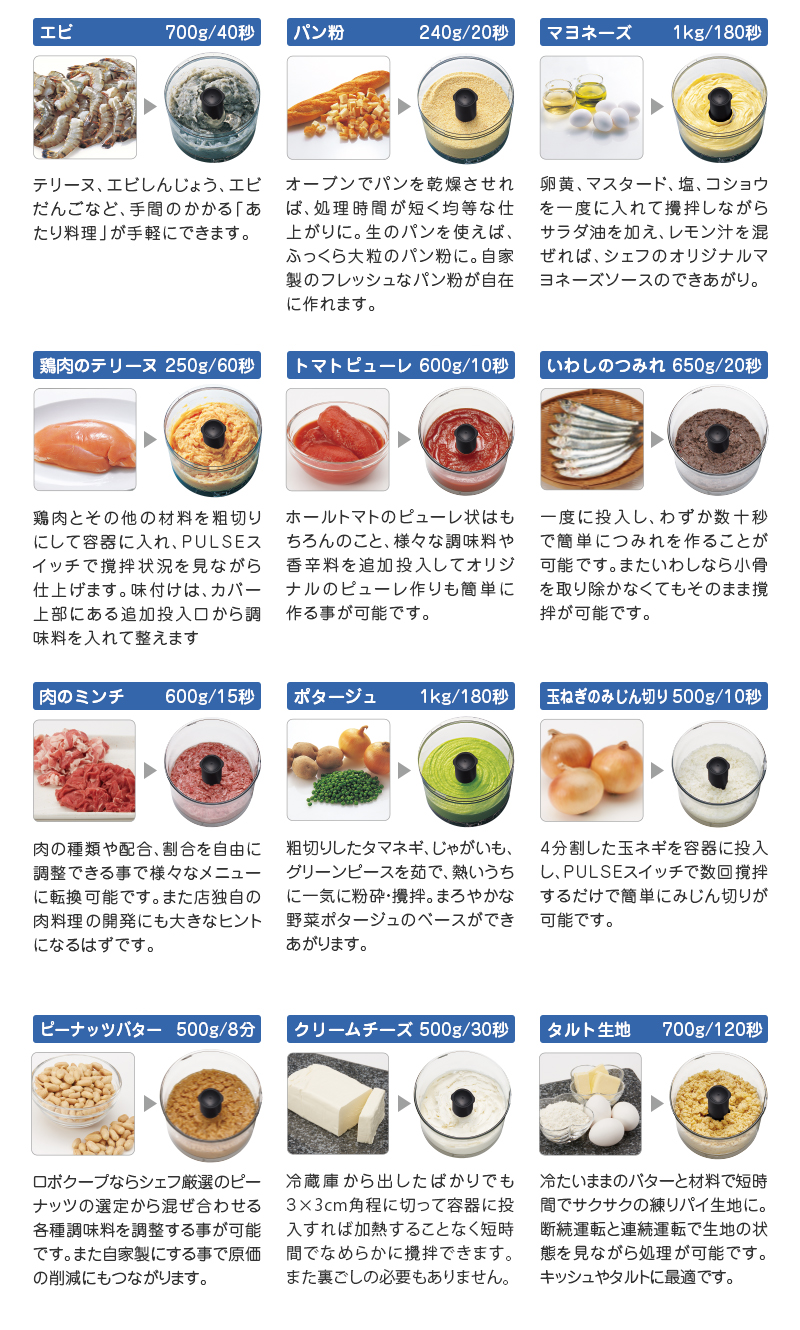 エビ 700g/40秒
テリーヌ、エビしんじょう、エビ
だんごなど、手間のかかる「あ
たり料理」が手軽にできます。
パン粉 240g/20秒
オーブンでパンを乾燥させれ
ば、処理時間が短く均等な仕
上がりに。生のパンを使えば、
ふっくら大粒のパン粉に。自家
製のフレッシュなパン粉が自在
に作れます。
マヨネーズ 1kg/180秒
卵黄、マスタード、塩、コショウ
を一度に入れて攪拌しながら
サラダ油を加え、レモン汁を混
ぜれば、シェフのオリジナルマ
ヨネーズソースのできあがり。
鶏肉のテリーヌ 250g/60秒
鶏肉とその他の材料を粗切り
にして容器に入れ、PULSEス
イッチで撹拌状況を見ながら
仕上げます。味付けは、カバー
上部にある追加投入口から調
味料を入れて整えます
トマトピューレ 600g/10秒
ホールトマトのピューレ状はも
ちろんのこと、様々な調味料や
香辛料を追加投入してオリジ
ナルのピューレ作りも簡単に
作る事が可能です。
いわしのつみれ 650g/20秒
一度に投入し、わずか数十秒
で簡単につみれを作ることが
可能です。またいわしなら小骨
を取り除かなくてもそのまま撹
拌が可能です。
肉のミンチ 600g/15秒
肉の種類や配合、割合を自由に
調整できる事で様々なメニュー
に転換可能です。また店独自の
肉料理の開発にも大きなヒント
になるはずです。
ポタージュ 1kg/180秒
粗切りしたタマネギ、じゃがいも、
グリーンピースを茹で、熱いうち
に一気に粉砕・攪拌。まろやかな
野菜ポタージュのベースができ
あがります。
玉ねぎのみじん切り 500g/10秒
4分割した玉ネギを容器に投入
し、PULSEスイッチで数回撹拌
するだけで簡単にみじん切りが
可能です。
ピーナッツバター 500g/8分
ロボクープならシェフ厳選のピー
ナッツの選定から混ぜ合わせる
各種調味料を調整する事が可能
です。また自家製にする事で原価
の削減にもつながります。
クリームチーズ 500g/30秒
冷蔵庫から出したばかりでも
3×3cm角程に切って容器に投
入すれば加熱することなく短時
間でなめらかに攪拌できます。
また裏ごしの必要もありません。
タルト生地 700g/120秒
冷たいままのバターと材料で短時
間でサクサクの練りパイ生地に。
断続運転と連続運転で生地の状
態を見ながら処理が可能です。
キッシュやタルトに最適です。